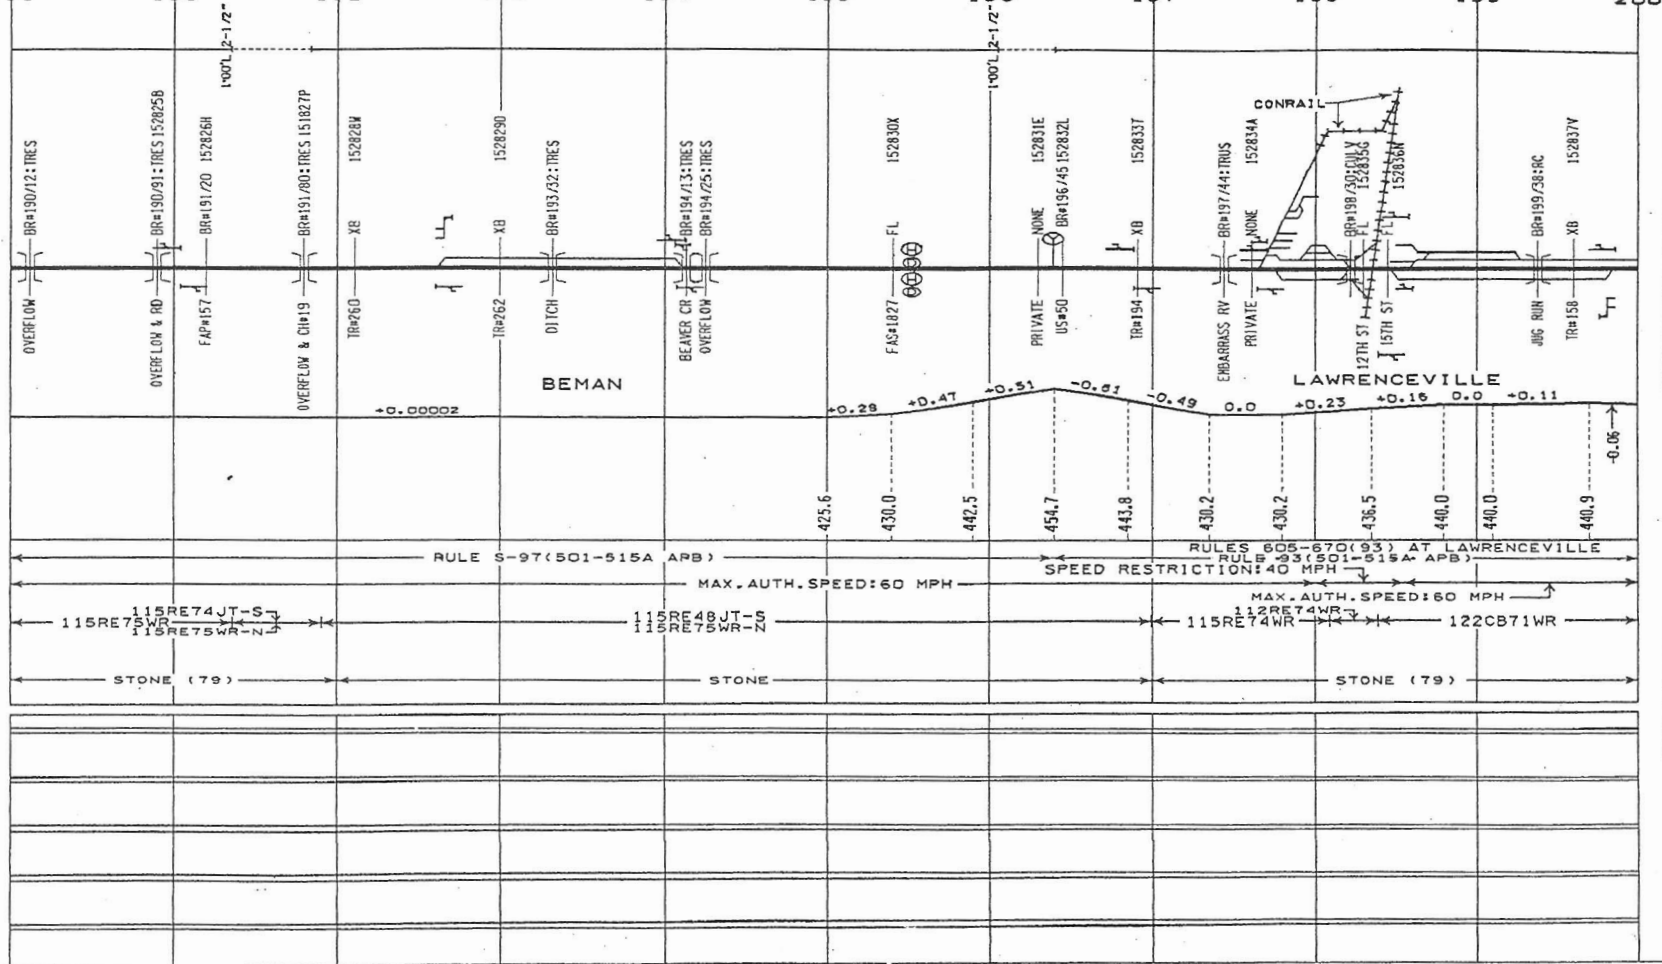 1°00'L 2-1/2"
1°00'L 2-1/2"
CONRAIL
BR#190/12:TRES
BR#190/91:TRES 152825B
BR#191/20 152826H
BR#191/80:TRES 151827P
XB 152828W
XB 152829D
BR#193/32:TRES
BR#194/13:TRES
BR#194/25:TRES
FL 152830X
NONE 152831E
BR#196/45 152832L
XB 152833T
BR#197/44:TRUS
NONE 152834A
BR#198/30:CULV
FL 152835G
FL 152836N
BR#199/38:RC
XB 152837V
OVERFLOW
OVERFLOW & RD
FAP#157
OVERFLOW & CH#19
TR#260
TR#262
DITCH
BEAVER CR
OVERFLOW
FAS#1827
PRIVATE
US#50
TR#194
EMBARRASS RV
PRIVATE
12TH ST
15TH ST
JUG RUN
TR#158
BEMAN
LAWRENCEVILLE
+0.00002
+0.28
+0.47
+0.51
-0.61
-0.49
0.0
+0.23
+0.16
0.0
+0.11
-0.06
425.6
430.0
442.5
454.7
443.8
430.2
430.2
436.5
440.0
440.0
440.9
RULE S-97(501-515A APB)
RULES 605-670(93) AT LAWRENCEVILLE
RULE 93(501-515A APB)
SPEED RESTRICTION:40 MPH
MAX.AUTH.SPEED:60 MPH
MAX.AUTH.SPEED:60 MPH
115RE75WR
115RE74JT-S
115RE75WR-N
115RE48JT-S
115RE75WR-N
115RE74WR
112RE74WR
122CB71WR
STONE (79)
STONE
STONE (79)